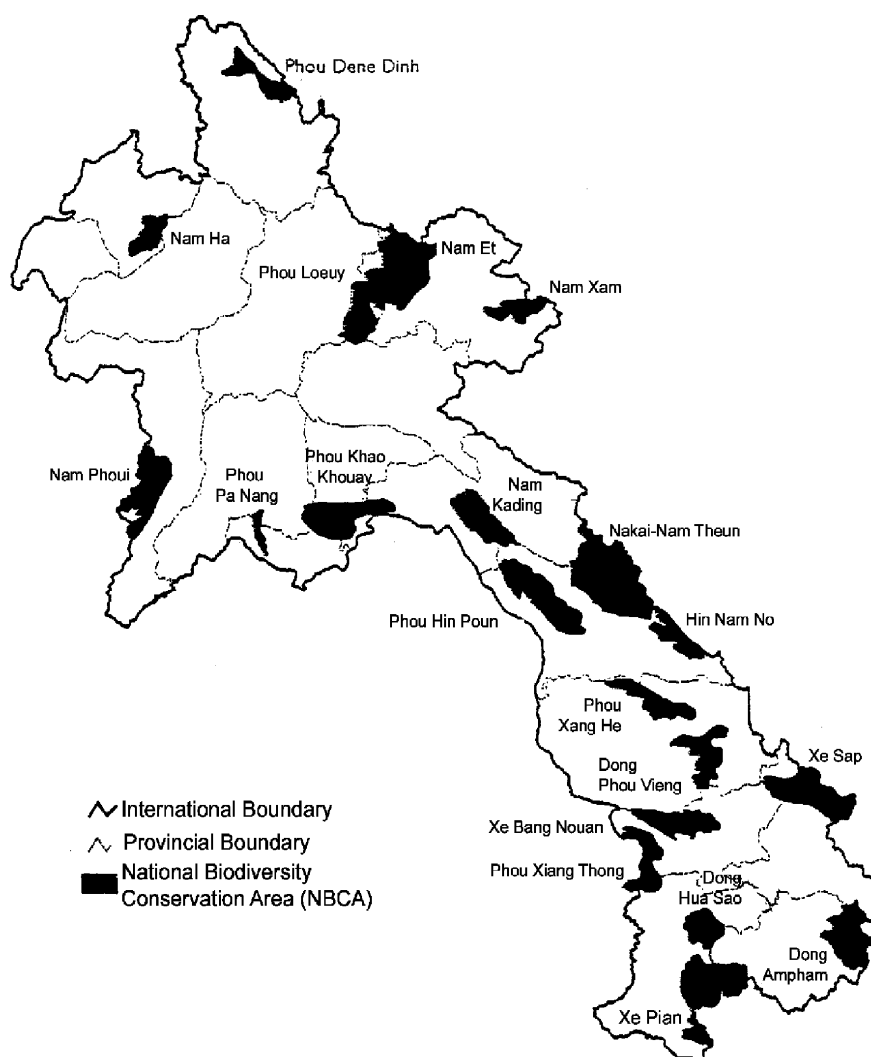 Phou Dene Dinh
Nam Ha
Phou Loeuy
Nam Et
Nam Xam
Nam Phoui
Phou
Pa Nang
Phou Khao
Khouay
Nam
Kading
Nakai-Nam Theun
Phou Hin Poun
Hin Nam No
Phou
Xang He
Dong
Phou Vieng
Xe Sap
Xe Bang Nouan
Phou Xiang Thong
Dong
Hua Sao
Dong
Ampham
Xe Pian
International Boundary
Provincial Boundary
National Biodiversity
Conservation Area (NBCA)